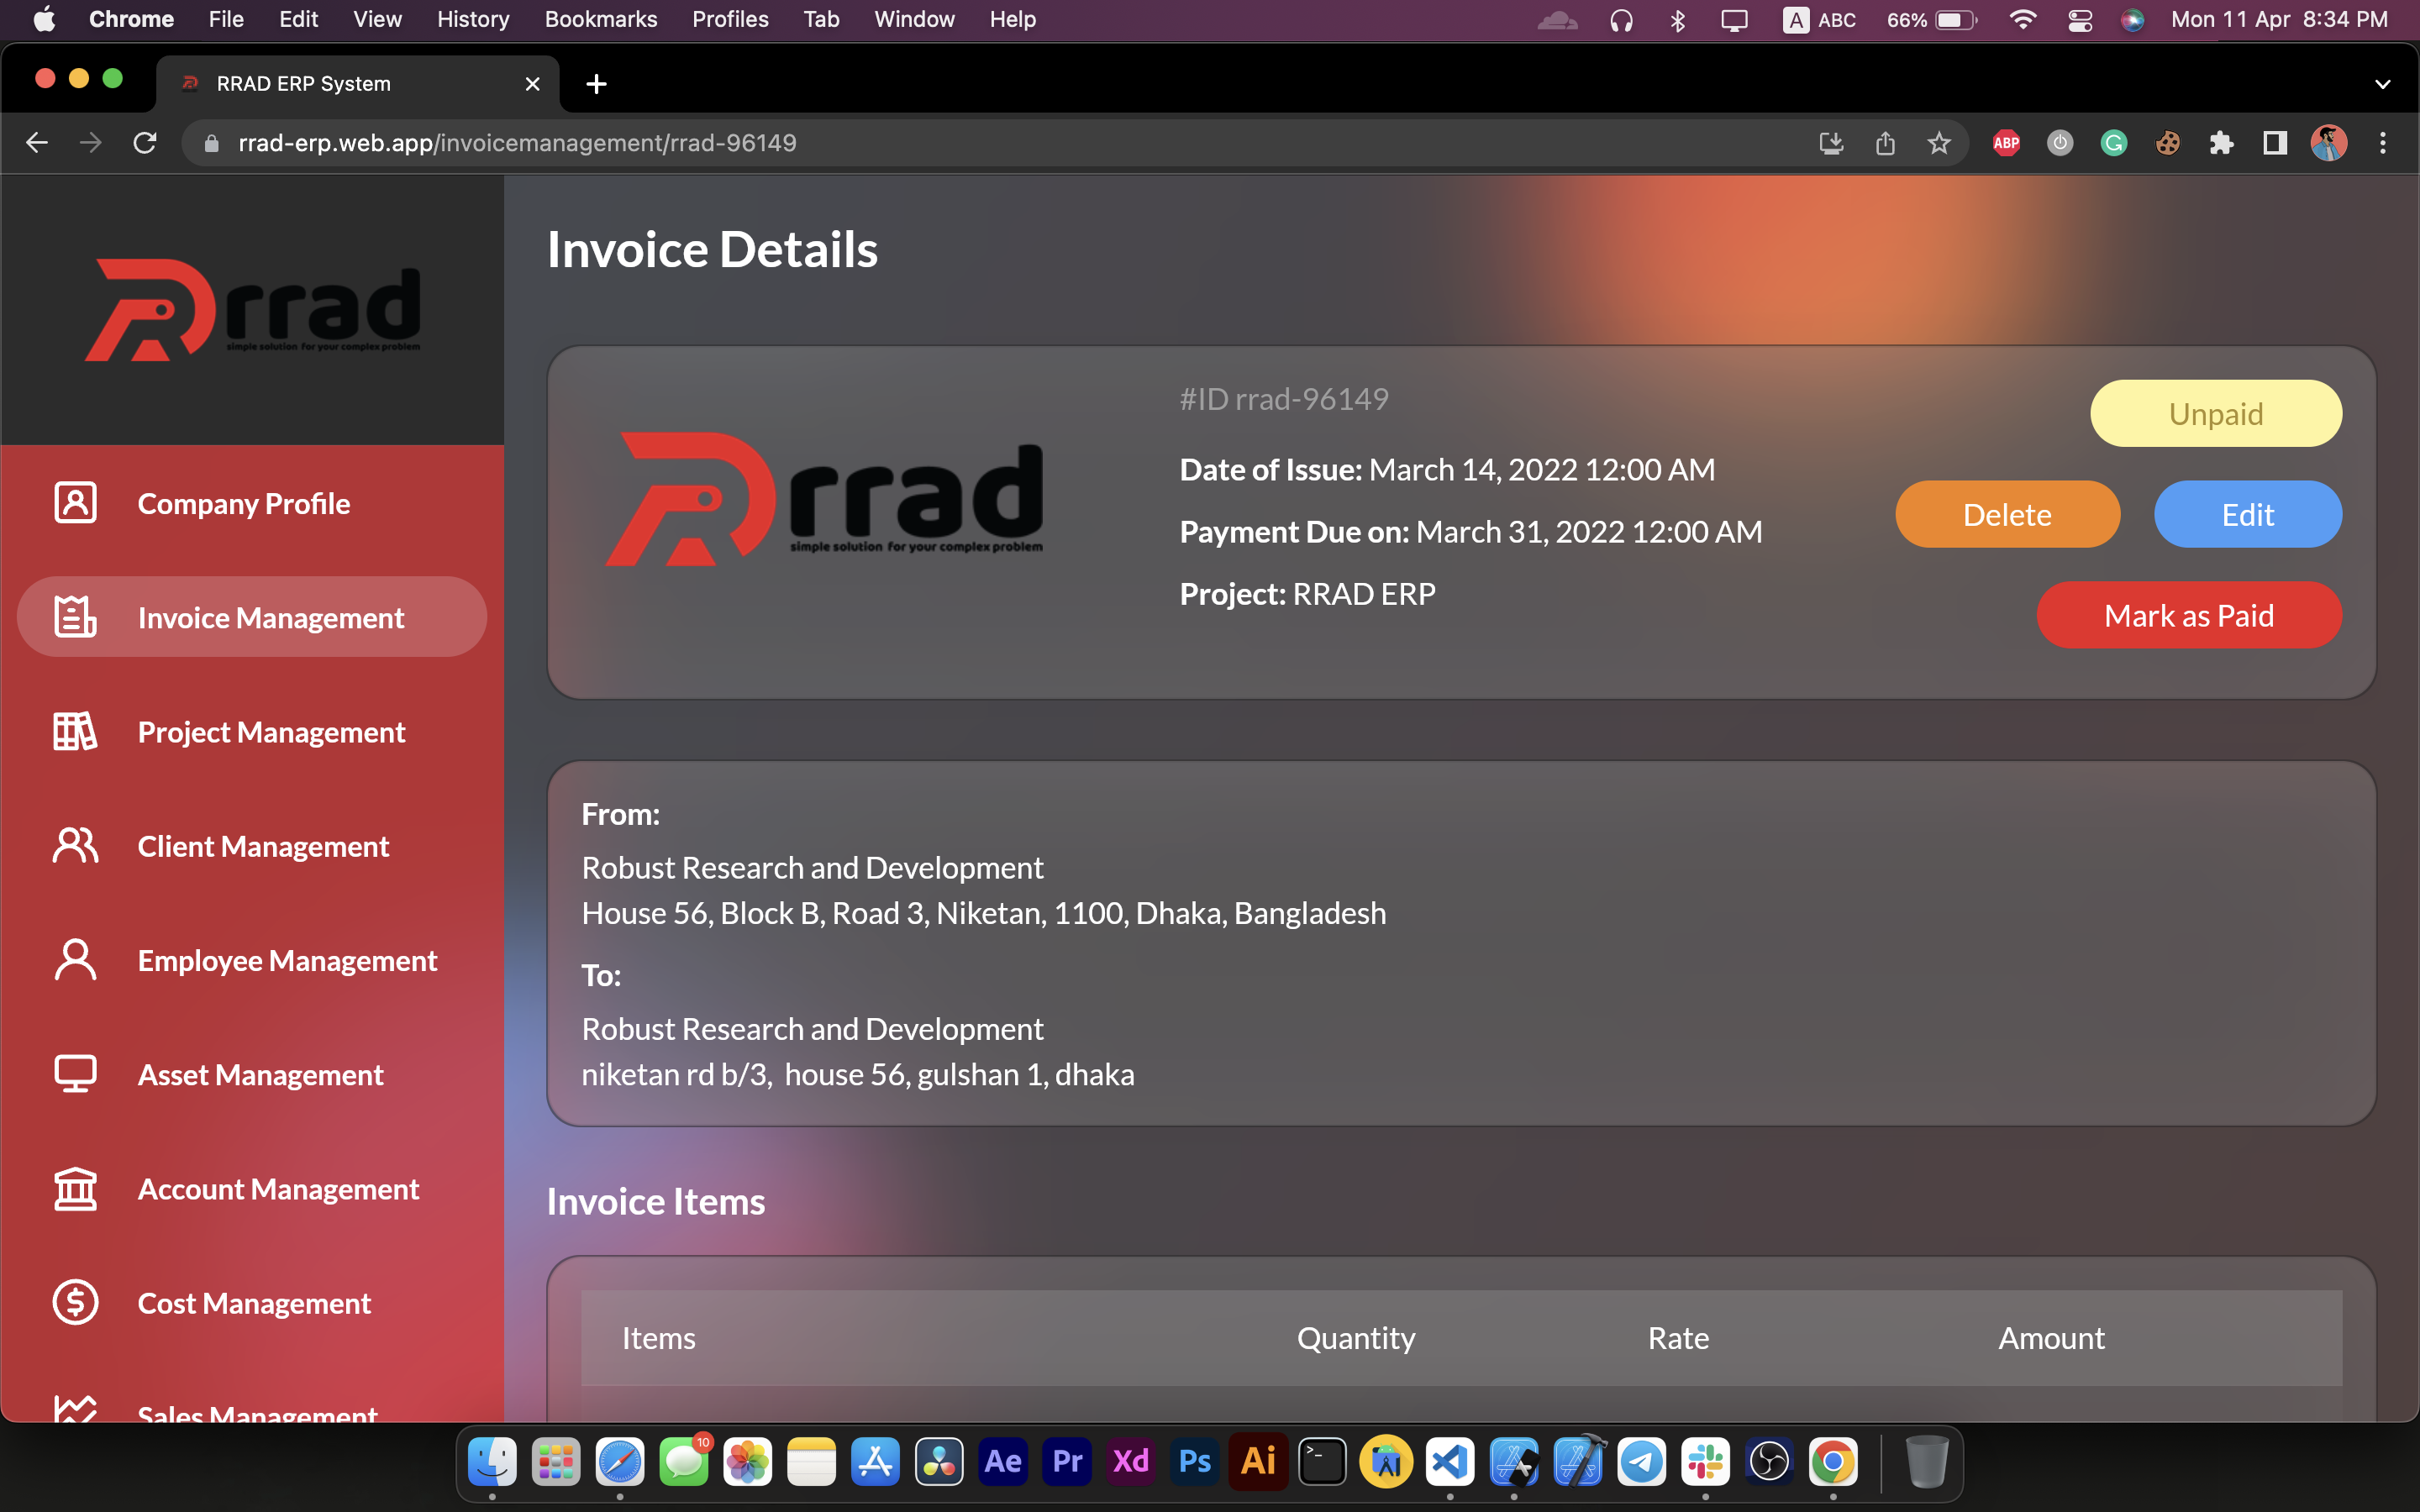 Chrome File Edit View History Bookmarks Profiles Tab Window Help A ABC 66% Mon 11 Apr 8:34 PM
RRAD ERP System
rrad-erp.web.app/invoicemanagement/rrad-96149 ABP
rrad
simple solution for your complex problem
Company Profile
Invoice Management
Project Management
Client Management
Employee Management
Asset Management
Account Management
Cost Management
Sales Management
Invoice Details
rrad
simple solution for your complex problem
#ID rrad-96149
Date of Issue: March 14, 2022 12:00 AM
Payment Due on: March 31, 2022 12:00 AM
Project: RRAD ERP
Unpaid
Delete Edit
Mark as Paid
From:
Robust Research and Development
House 56, Block B, Road 3, Niketan, 1100, Dhaka, Bangladesh
To:
Robust Research and Development
niketan rd b/3, house 56, gulshan 1, dhaka
Invoice Items
Items Quantity Rate Amount
10 Ae Pr Xd Ps Ai